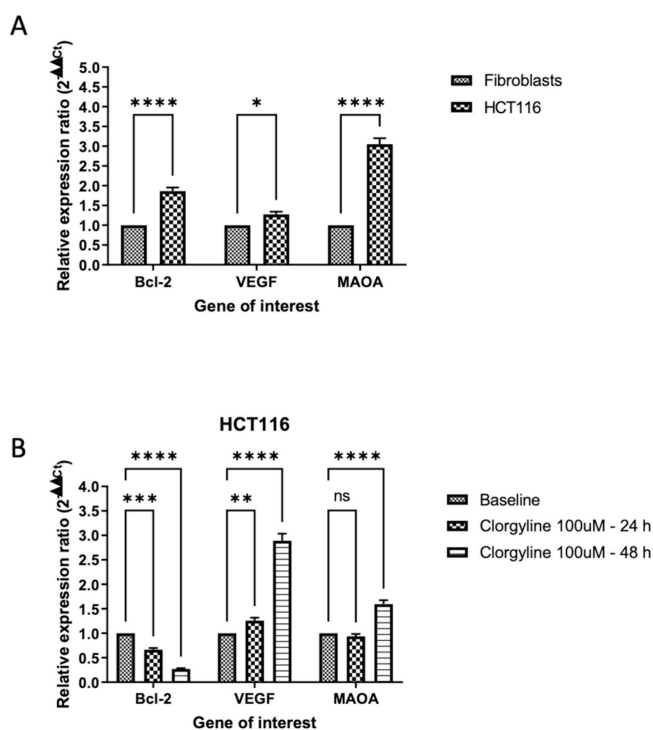 A
Relative expression ratio (2-▲▲Ct)
5.0
4.5
4.0
3.5
3.0
2.5
2.0
1.5
1.0
0.5
0.0
****
*
****
Fibroblasts
HCT116
Bcl-2 VEGF MAOA
Gene of interest
B
HCT116
Relative expression ratio (2-▲▲Ct)
4.0
3.5
3.0
2.5
2.0
1.5
1.0
0.5
0.0
**** **** ****
*** ** ns
Baseline
Clorgyline 100uM - 24 h
Clorgyline 100uM - 48 h
Bcl-2 VEGF MAOA
Gene of interest